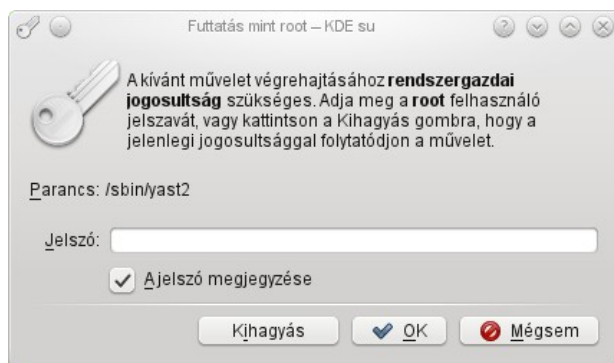 Futtatás mint root – KDE su
A kívánt művelet végrehajtásához rendszergazdai
jogosultság szükséges. Adja meg a root felhasználó
jelszavát, vagy kattintson a Kihagyás gombra, hogy a
jelenlegi jogosultsággal folytatódjon a művelet.
Parancs: /sbin/yast2
Jelszó:
A jelszó megjegyzése
Kihagyás OK Mégsem